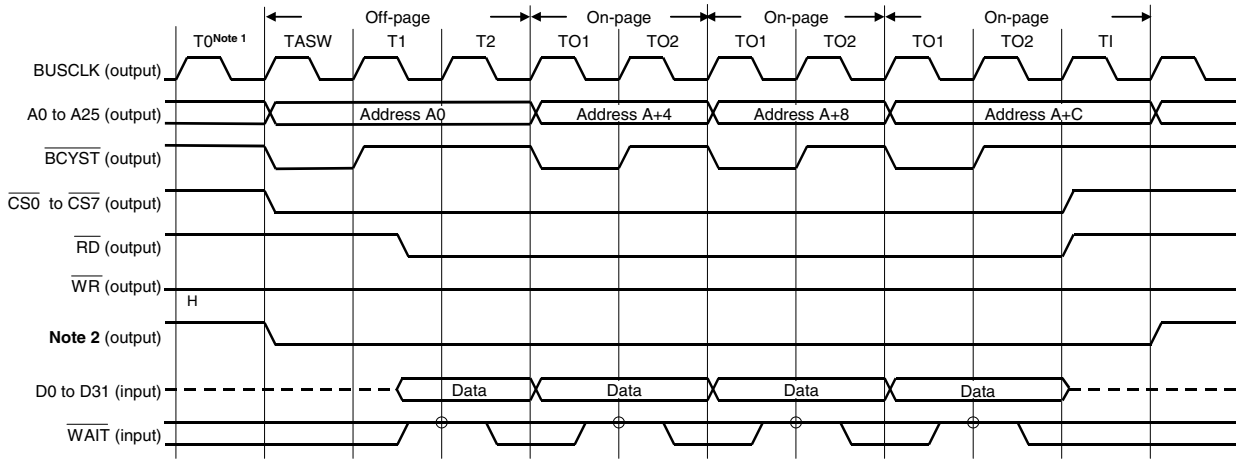 Off-page On-page On-page On-page
T0Note 1 TASW T1 T2 TO1 TO2 TO1 TO2 TO1 TO2 TI
BUSCLK (output)
A0 to A25 (output) Address A0 Address A+4 Address A+8 Address A+C
BCYST (output)
CS0 to CS7 (output)
RD (output)
WR (output)
H
Note 2 (output)
D0 to D31 (input) Data Data Data Data
WAIT (input)